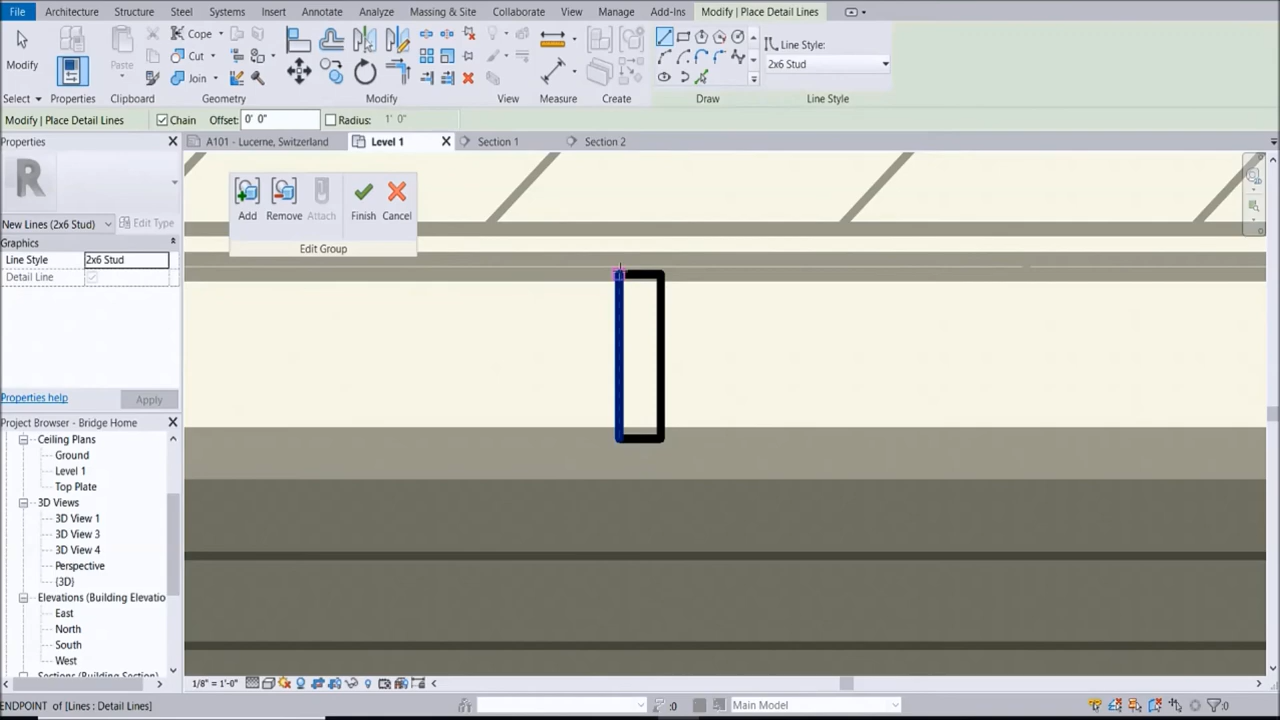 File Architecture Structure Steel Systems Insert Annotate Analyze Massing & Site Collaborate View Manage Add-Ins Modify | Place Detail Lines
Cope
Line Style:
Modify Paste Cut
2x6 Stud
Join
Select Properties Clipboard Geometry Modify View Measure Create Draw Line Style
Modify | Place Detail Lines Chain Offset: 0' 0" Radius: 1' 0"
Properties
A101 - Lucerne, Switzerland Level 1 Section 1 Section 2
R
Add Remove Attach Finish Cancel
New Lines (2x6 Stud) Edit Type
Graphics
Edit Group
Line Style 2x6 Stud
Detail Line
Properties help Apply
Project Browser - Bridge Home
Ceiling Plans
Ground
Level 1
Top Plate
3D Views
3D View 1
3D View 3
3D View 4
Perspective
{3D}
Elevations (Building Elevatio
East
North
South
West
Sections (Building Section)
1/8" = 1'-0"
ENDPOINT of [Lines : Detail Lines] :0 Main Model :0